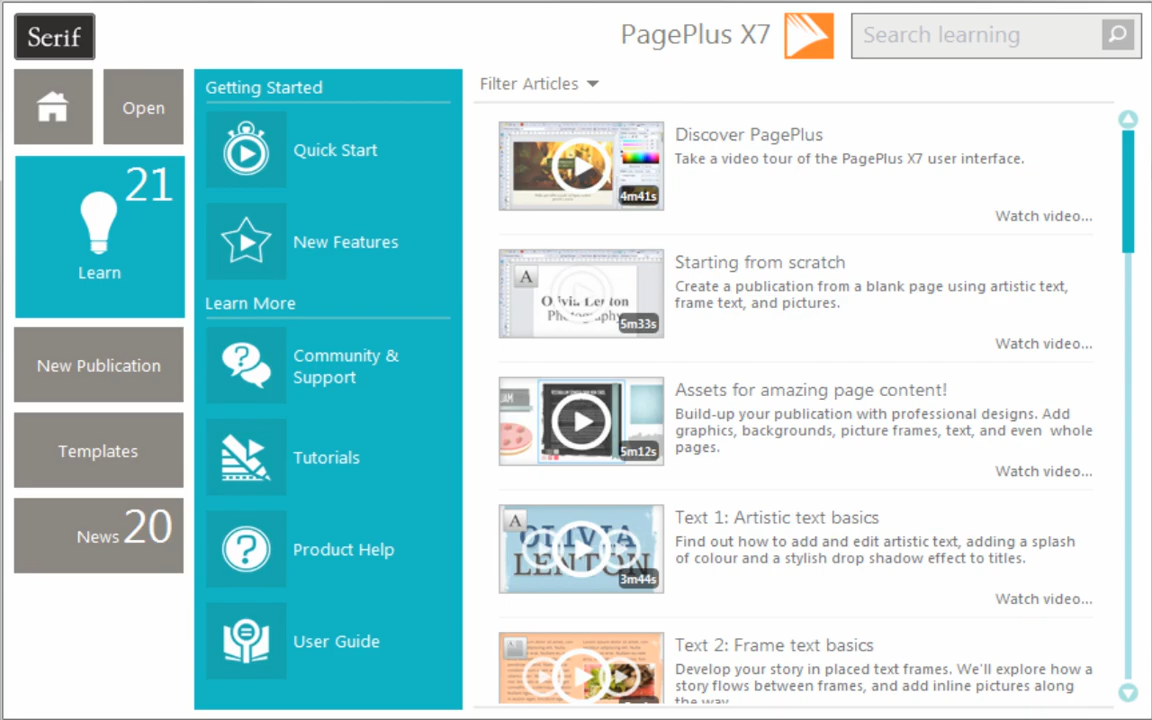 Serif
PagePlus X7
Search learning
Open
21
Learn
New Publication
Templates
News 20
Getting Started
Quick Start
New Features
Learn More
Community &
Support
Tutorials
Product Help
User Guide
Filter Articles
4m41s
Discover PagePlus
Take a video tour of the PagePlus X7 user interface.
Watch video...
A
Olivia Lenton
Photography
5m33s
Starting from scratch
Create a publication from a blank page using artistic text,
frame text, and pictures.
Watch video...
5m12s
Assets for amazing page content!
Build-up your publication with professional designs. Add
graphics, backgrounds, picture frames, text, and even whole
pages.
Watch video...
A
OLIVIA
LENTON
3m44s
Text 1: Artistic text basics
Find out how to add and edit artistic text, adding a splash
of colour and a stylish drop shadow effect to titles.
Watch video...
Text 2: Frame text basics
Develop your story in placed text frames. We'll explore how a
story flows between frames, and add inline pictures along
the way.